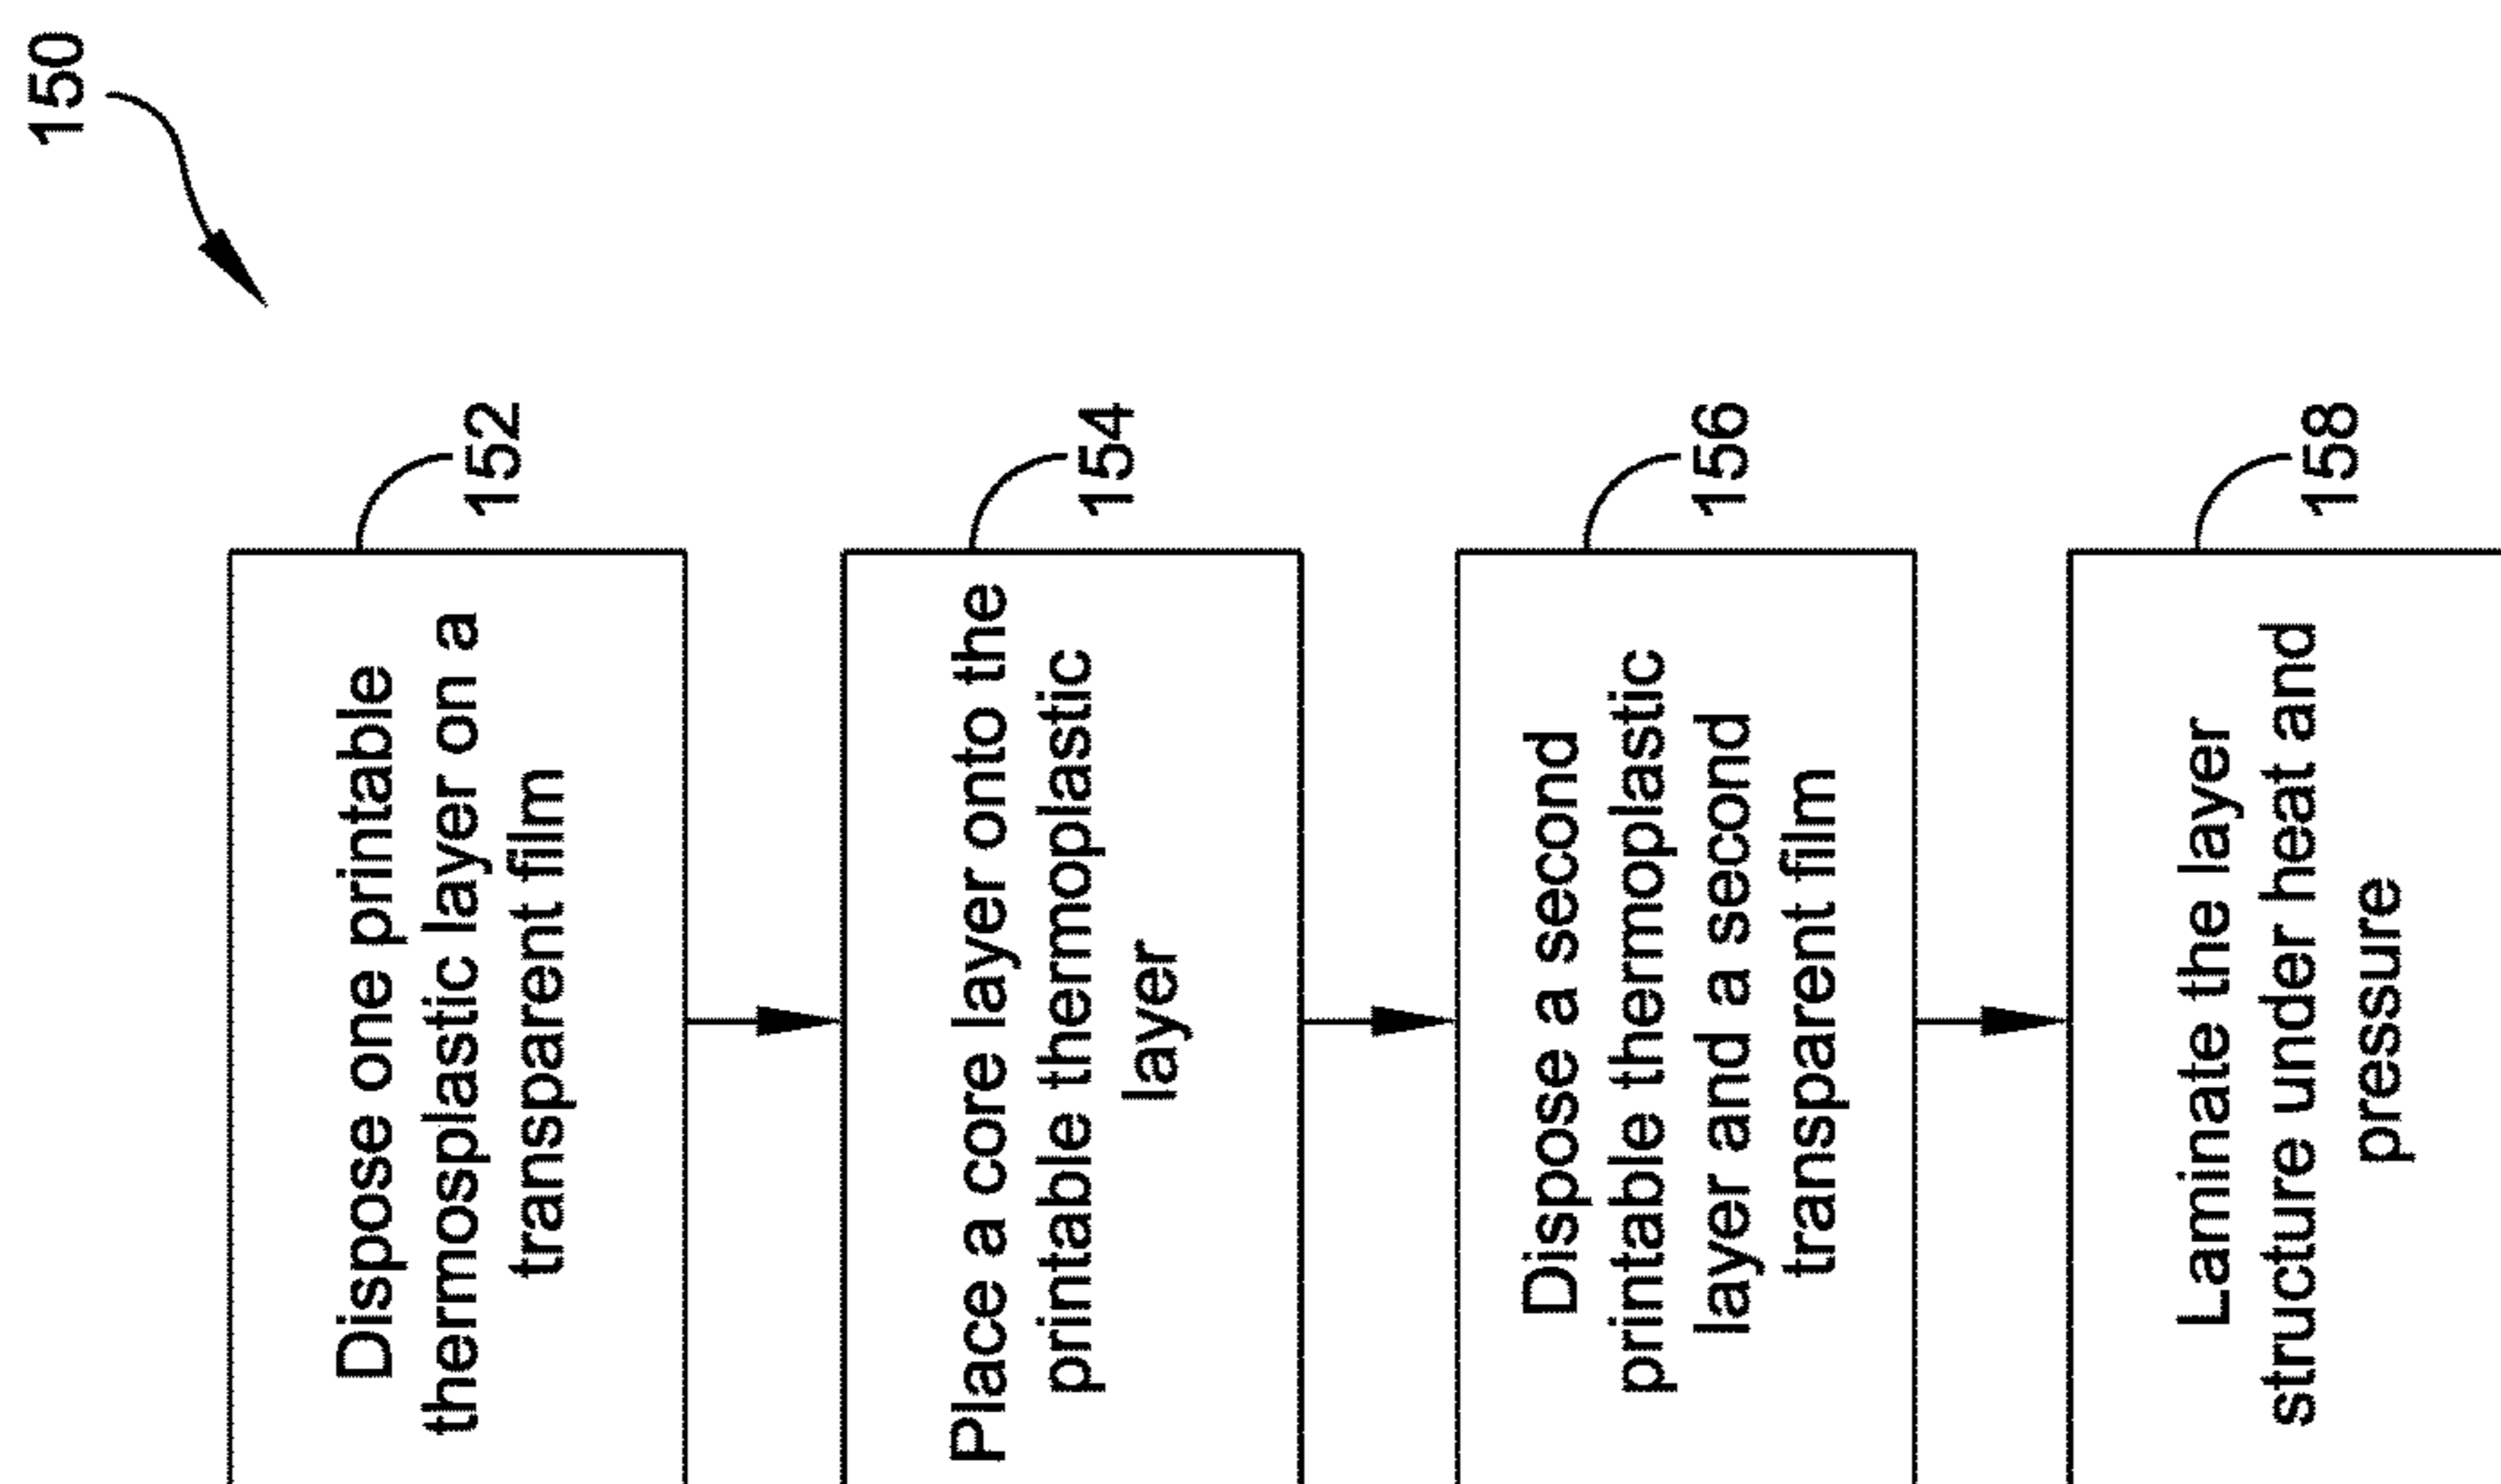 150
Dispose one printable
thermosplastic layer on a
transparent film
152
Place a core layer onto the
printable thermoplastic
layer
154
Dispose a second
printable thermoplastic
layer and a second
transparent film
156
Laminate the layer
structure under heat and
pressure
158